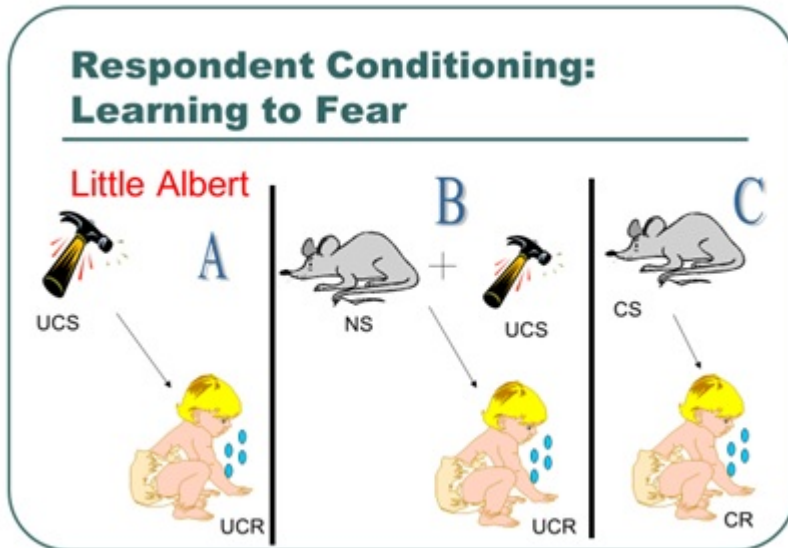 Respondent Conditioning:
Learning to Fear
Little Albert
A
UCS
UCR
B
NS
+
UCS
UCR
C
CS
CR